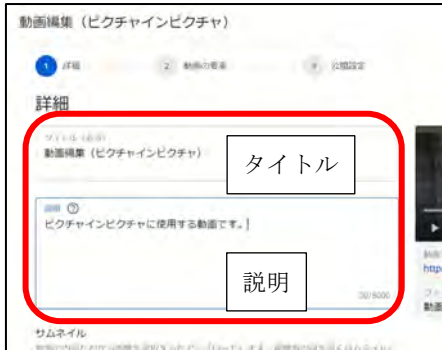 動画編集（ピクチャインピクチャ）
1 詳細
2 動画の要素
公開設定
詳細
タイトル（必須）
動画編集（ピクチャインピクチャ）
タイトル
説明
ピクチャインピクチャに使用する動画です。
説明
/5000
http
動画
サムネイル